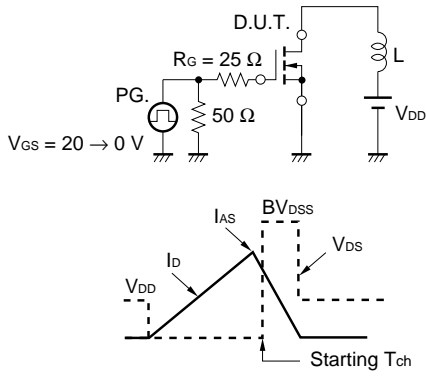 D.U.T.
RG = 25 Ω
L
PG.
50 Ω
VDD
VGS = 20 → 0 V
BVDSS
IAS
ID
VDS
VDD
Starting Tch